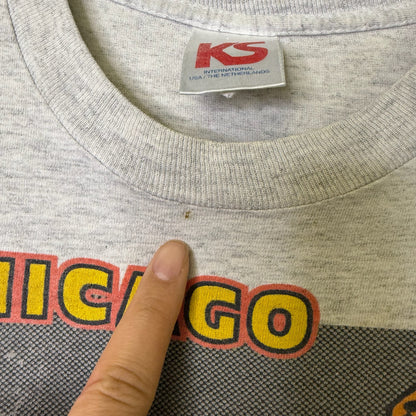 KS
INTERNATIONAL
USA / THE NETHERLANDS
HICAGO